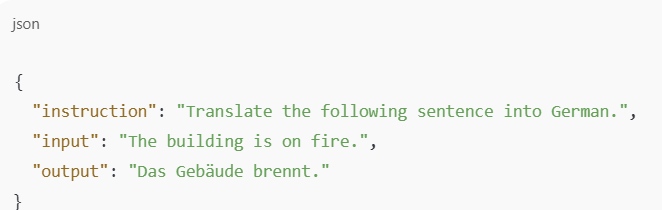 json
{
"instruction": "Translate the following sentence into German.",
"input": "The building is on fire.",
"output": "Das Gebäude brennt."
}